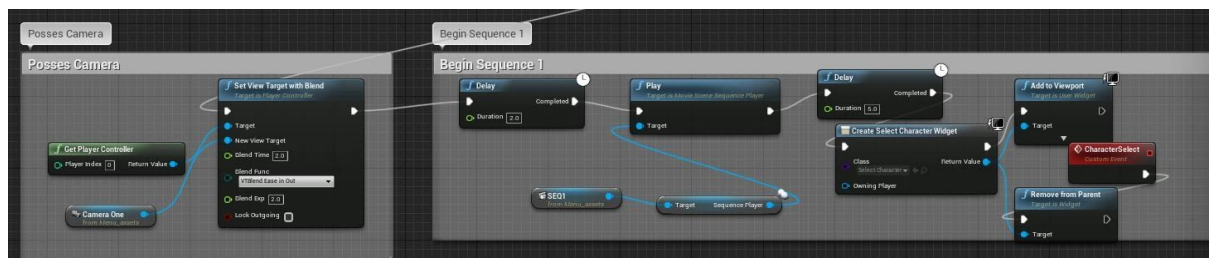 Posses Camera
Posses Camera
Set View Target with Blend
Target is Player Controller
Target
New View Target
Blend Time 2.0
Blend Func
VTBlend Ease in Out
Blend Exp 2.0
Lock Outgoing
Get Player Controller
Player Index 0 Return Value
Camera One
from Menu_assets
Begin Sequence 1
Begin Sequence 1
Delay
Completed
Duration 2.0
Play
Target is Movie Scene Sequence Player
Target
SEQ1
from Menu_assets
Target Sequence Player
Delay
Completed
Duration 5.0
Create Select Character Widget
Class Return Value
Select Character
Owning Player
Add to Viewport
Target is User Widget
Target
CharacterSelect
Custom Event
Remove from Parent
Target is Widget
Target